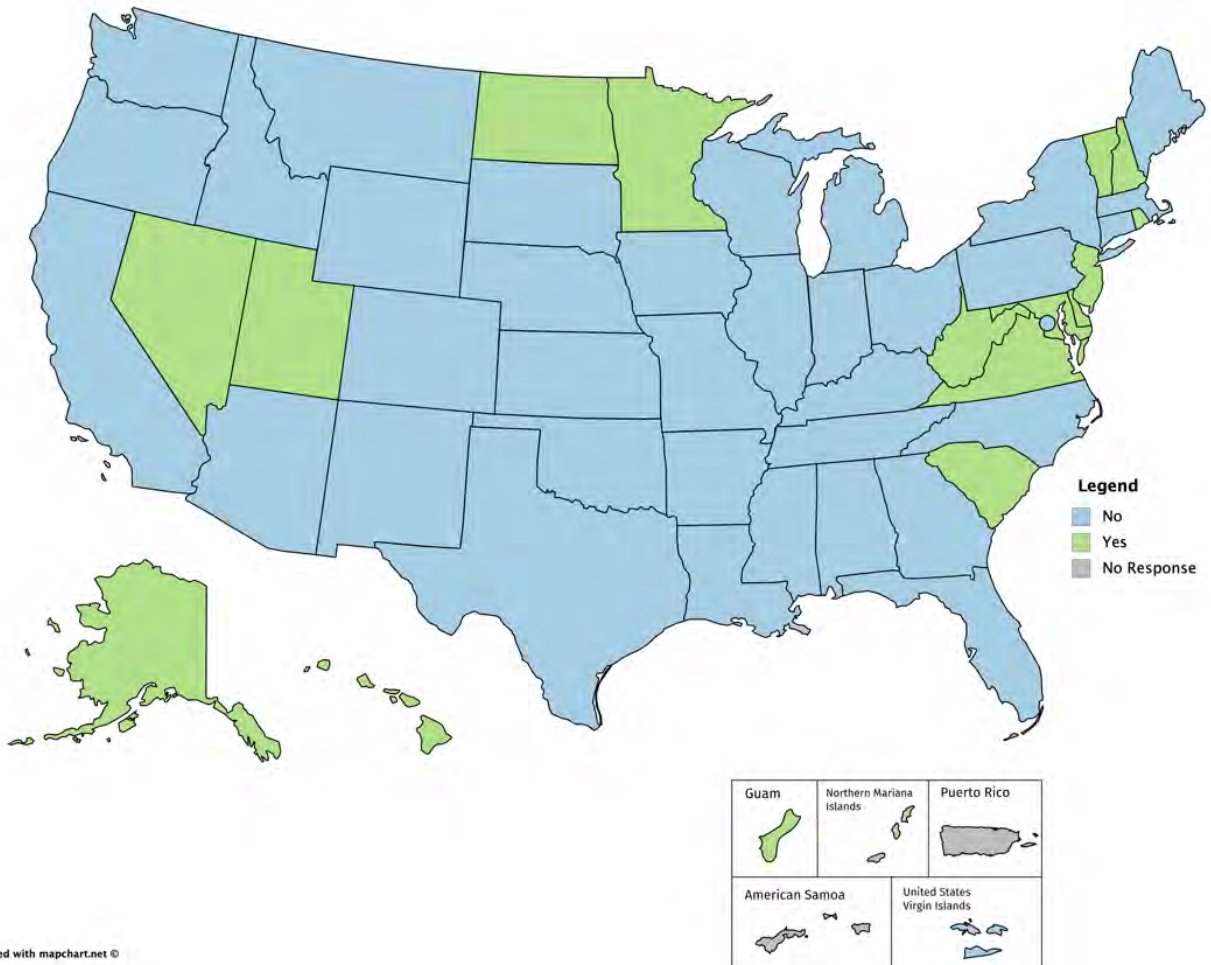 Legend
No
Yes
No Response
Guam
Northern Mariana
Islands
Puerto Rico
American Samoa
United States
Virgin Islands
ed with mapchart.net ©